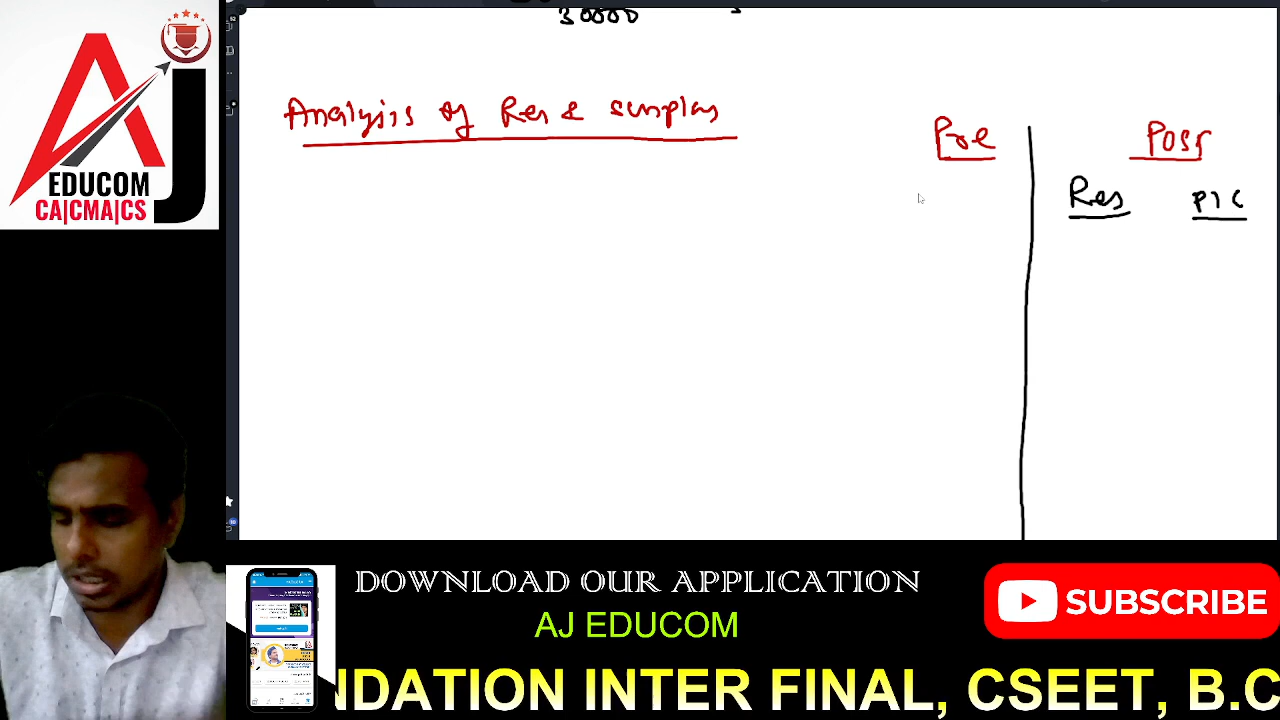 30000
Analysis of Res & surplus
Pre
Post
Res
P/L
AJ
EDUCOM
CA|CMA|CS
DOWNLOAD OUR APPLICATION
AJ EDUCOM
SUBSCRIBE
NDATION INTER FINAL, CSEET, B.C